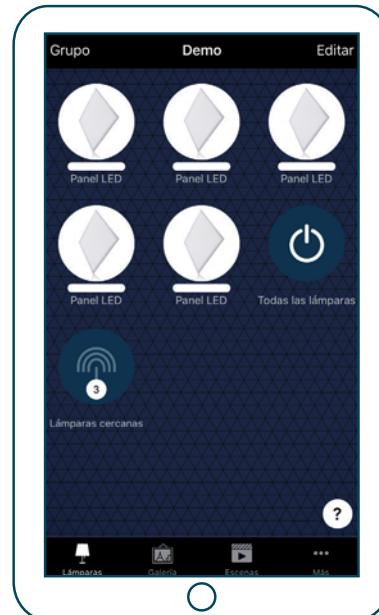 Grupo Demo Editar
Panel LED Panel LED Panel LED
Panel LED Panel LED Todas las lámparas
3
Lámparas cercanas
?
Lámparas Galería Escenas Más